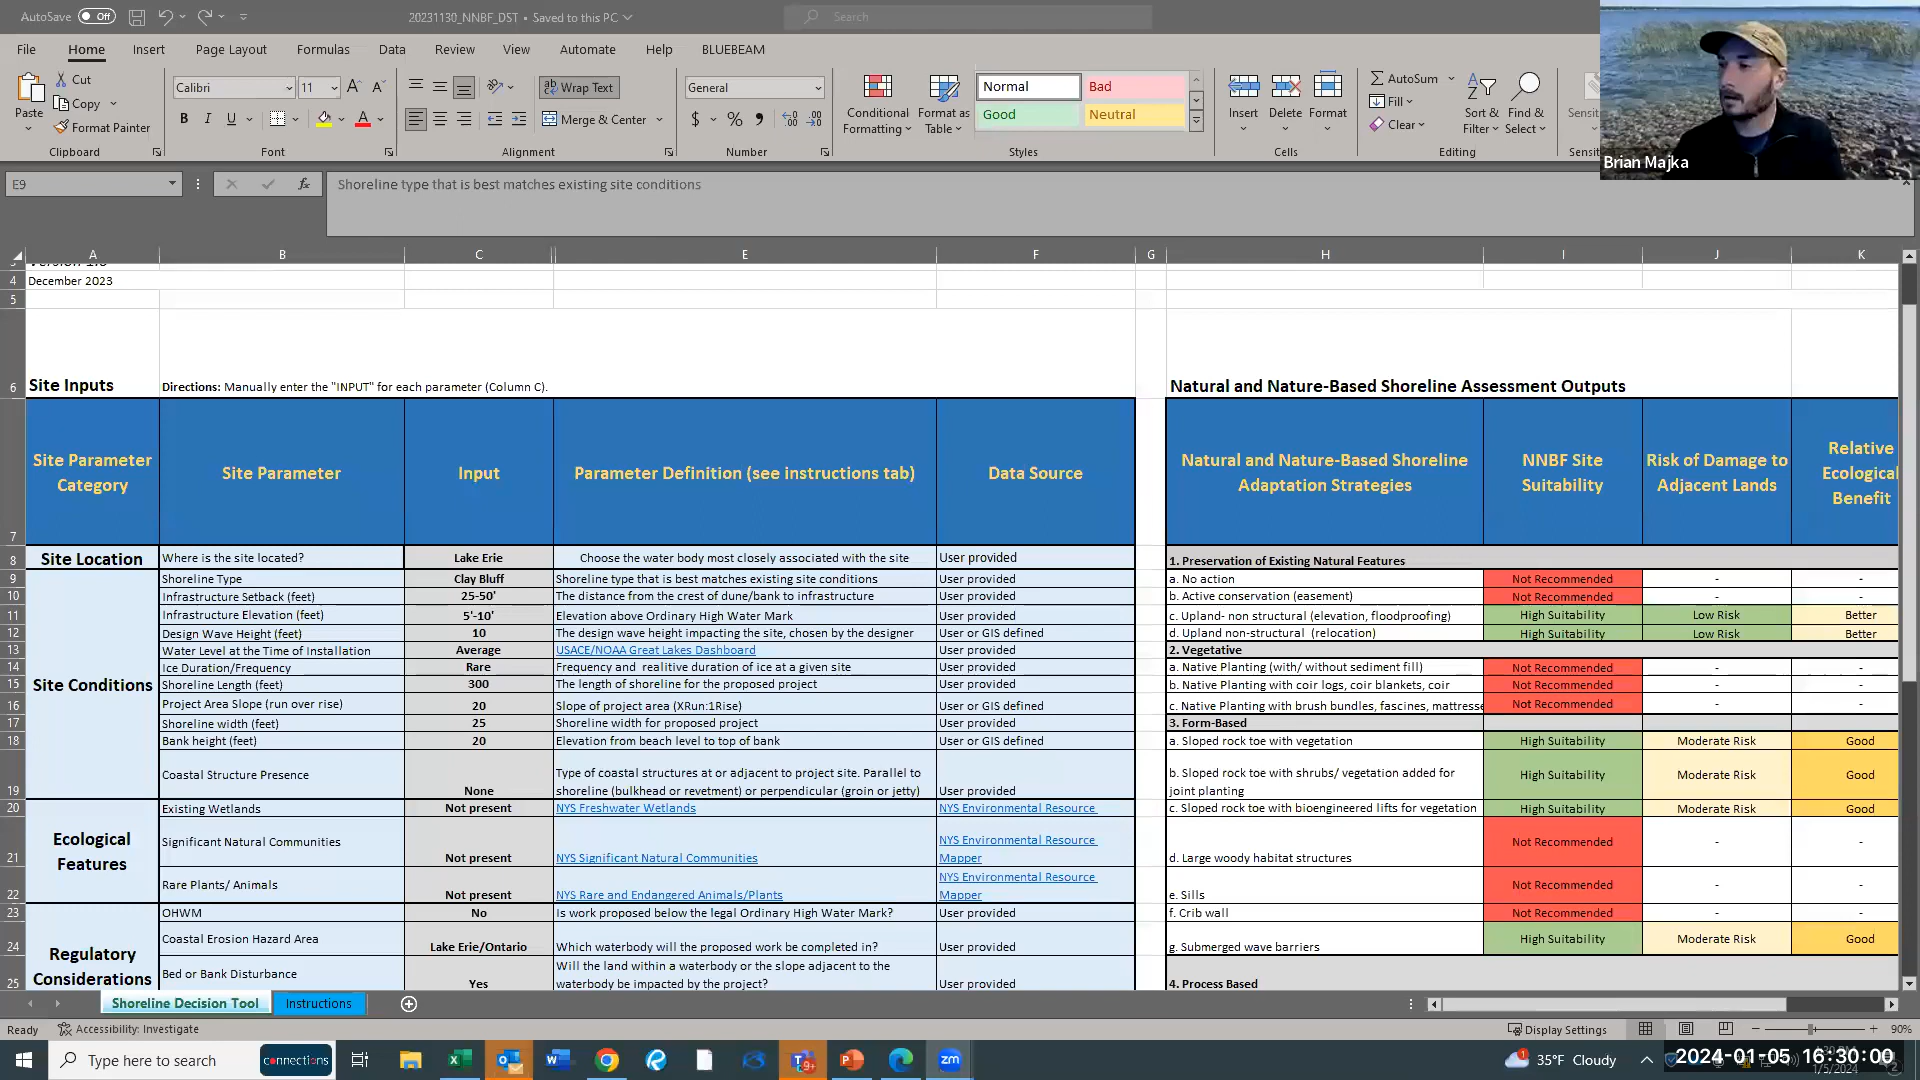 AutoSave Off 20231130_NNBF_DST • Saved to this PC Search
File Home Insert Page Layout Formulas Data Review View Automate Help BLUEBEAM
Paste Cut Copy Format Painter Clipboard
Calibri 11 B I U Font
Wrap Text Merge & Center Alignment
General $ % Number
Conditional Formatting Format as Table Normal Bad Good Neutral Styles
Insert Delete Format Cells
AutoSum Fill Clear Sort & Filter Find & Select Editing
Brian Majka
E9 fx Shoreline type that is best matches existing site conditions
A B C E F G H I J K
4 December 2023
5
6 Site Inputs Directions: Manually enter the "INPUT" for each parameter (Column C). Natural and Nature-Based Shoreline Assessment Outputs
7 Site Parameter Category Site Parameter Input Parameter Definition (see instructions tab) Data Source Natural and Nature-Based Shoreline Adaptation Strategies NNBF Site Suitability Risk of Damage to Adjacent Lands Relative Ecological Benefit
8 Site Location Where is the site located? Lake Erie Choose the water body most closely associated with the site User provided 1. Preservation of Existing Natural Features
9 Shoreline Type Clay Bluff Shoreline type that is best matches existing site conditions User provided a. No action Not Recommended - -
10 Infrastructure Setback (feet) 25-50' The distance from the crest of dune/bank to infrastructure User provided b. Active conservation (easement) Not Recommended - -
11 Infrastructure Elevation (feet) 5'-10' Elevation above Ordinary High Water Mark User provided c. Upland- non structural (elevation, floodproofing) High Suitability Low Risk Better
12 Design Wave Height (feet) 10 The design wave height impacting the site, chosen by the designer User or GIS defined d. Upland non-structural (relocation) High Suitability Low Risk Better
13 Water Level at the Time of Installation Average USACE/NOAA Great Lakes Dashboard User provided 2. Vegetative
14 Ice Duration/Frequency Rare Frequency and realitive duration of ice at a given site User provided a. Native Planting (with/ without sediment fill) Not Recommended - -
15 Site Conditions Shoreline Length (feet) 300 The length of shoreline for the proposed project User provided b. Native Planting with coir logs, coir blankets, coir Not Recommended - -
16 Project Area Slope (run over rise) 20 Slope of project area (XRun:1Rise) User or GIS defined c. Native Planting with brush bundles, fascines, mattresse Not Recommended - -
17 Shoreline width (feet) 25 Shoreline width for proposed project User provided 3. Form-Based
18 Bank height (feet) 20 Elevation from beach level to top of bank User or GIS defined a. Sloped rock toe with vegetation High Suitability Moderate Risk Good
19 Coastal Structure Presence None Type of coastal structures at or adjacent to project site. Parallel to shoreline (bulkhead or revetment) or perpendicular (groin or jetty) User provided b. Sloped rock toe with shrubs/ vegetation added for joint planting High Suitability Moderate Risk Good
20 Existing Wetlands Not present NYS Freshwater Wetlands NYS Environmental Resource c. Sloped rock toe with bioengineered lifts for vegetation High Suitability Moderate Risk Good
21 Ecological Features Significant Natural Communities Not present NYS Significant Natural Communities NYS Environmental Resource Mapper d. Large woody habitat structures Not Recommended - -
22 Rare Plants/ Animals Not present NYS Rare and Endangered Animals/Plants NYS Environmental Resource Mapper e. Sills Not Recommended - -
23 OHWM No Is work proposed below the legal Ordinary High Water Mark? User provided f. Crib wall Not Recommended - -
24 Regulatory Considerations Coastal Erosion Hazard Area Lake Erie/Ontario Which waterbody will the proposed work be completed in? User provided g. Submerged wave barriers High Suitability Moderate Risk Good
25 Bed or Bank Disturbance Yes Will the land within a waterbody or the slope adjacent to the waterbody be impacted by the project? User provided 4. Process Based
Shoreline Decision Tool Instructions
Ready Accessibility: Investigate Display Settings 90%
Type here to search connections 35°F Cloudy 2024-01-05 16:30:00
1/5/2024